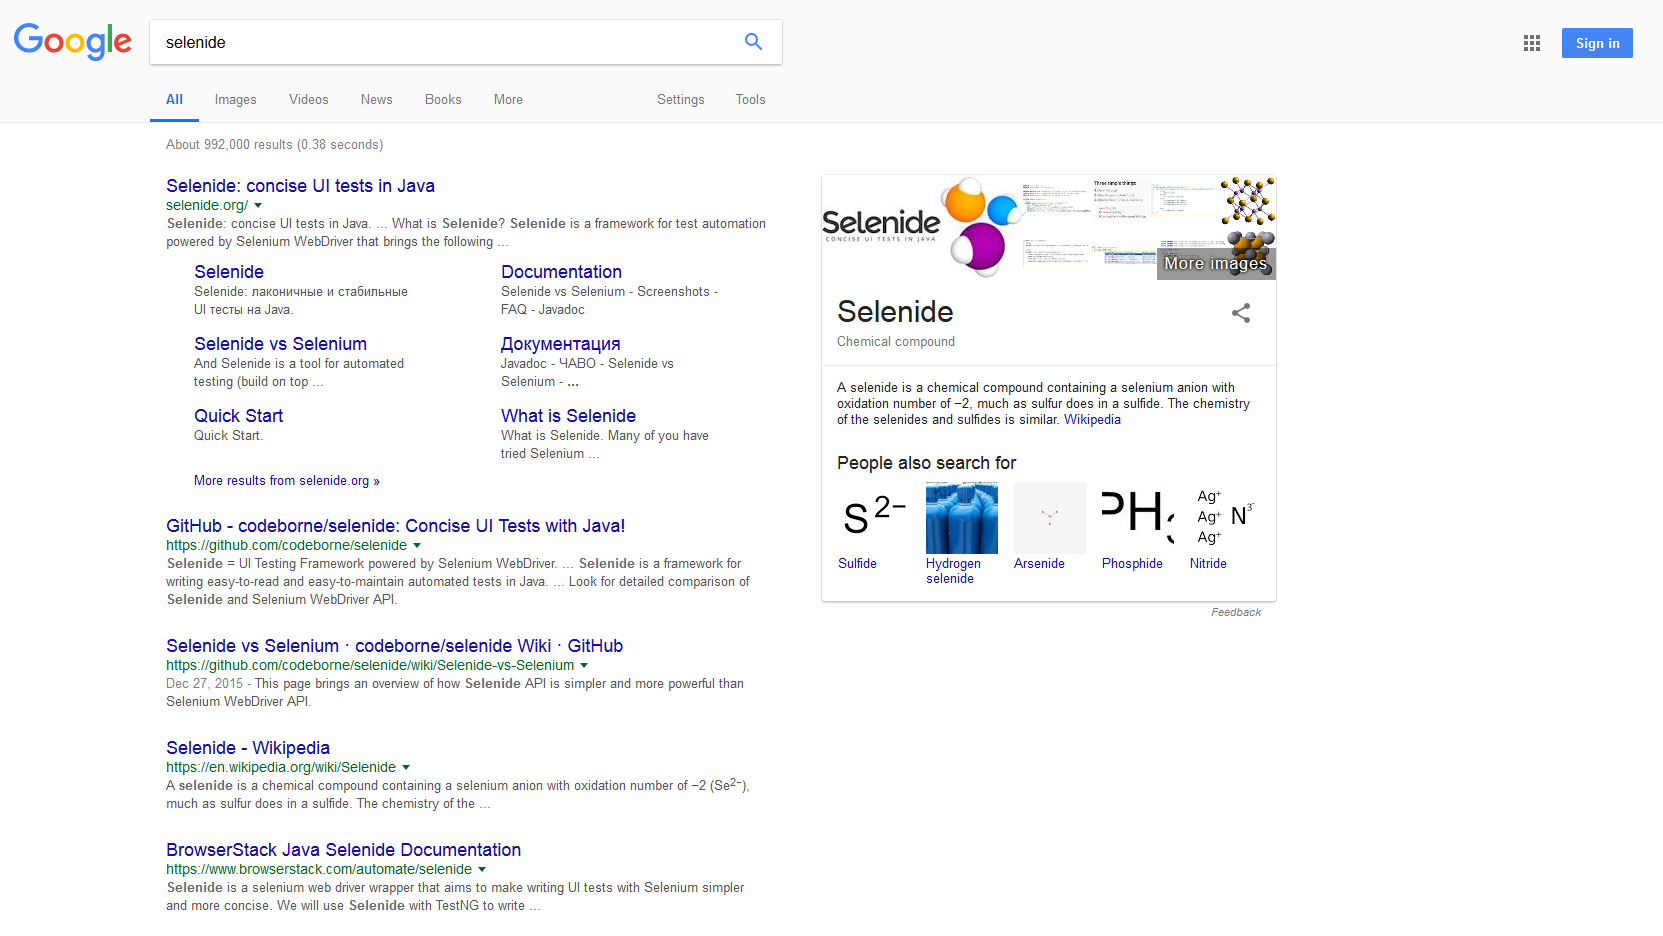 Google
selenide
Sign in
All
Images
Videos
News
Books
More
Settings
Tools
About 992,000 results (0.38 seconds)
Selenide: concise UI tests in Java
selenide.org/
Selenide: concise UI tests in Java. ... What is Selenide? Selenide is a framework for test automation
powered by Selenium WebDriver that brings the following ...
Selenide
Selenide: лаконичные и стабильные
UI тесты на Java.
Documentation
Selenide vs Selenium - Screenshots -
FAQ - Javadoc
Selenide vs Selenium
And Selenide is a tool for automated
testing (build on top ...
Документация
Javadoc - ЧАВО - Selenide vs
Selenium - ...
Quick Start
Quick Start.
What is Selenide
What is Selenide. Many of you have
tried Selenium ...
More results from selenide.org »
GitHub - codeborne/selenide: Concise UI Tests with Java!
https://github.com/codeborne/selenide
Selenide = UI Testing Framework powered by Selenium WebDriver. ... Selenide is a framework for
writing easy-to-read and easy-to-maintain automated tests in Java. ... Look for detailed comparison of
Selenide and Selenium WebDriver API.
Selenide vs Selenium · codeborne/selenide Wiki · GitHub
https://github.com/codeborne/selenide/wiki/Selenide-vs-Selenium
Dec 27, 2015 - This page brings an overview of how Selenide API is simpler and more powerful than
Selenium WebDriver API.
Selenide - Wikipedia
https://en.wikipedia.org/wiki/Selenide
A selenide is a chemical compound containing a selenium anion with oxidation number of −2 (Se2−),
much as sulfur does in a sulfide. The chemistry of the ...
BrowserStack Java Selenide Documentation
https://www.browserstack.com/automate/selenide
Selenide is a selenium web driver wrapper that aims to make writing UI tests with Selenium simpler
and more concise. We will use Selenide with TestNG to write ...
Selenide
CONCISE UI TESTS IN JAVA
Three simple things:
More images
Selenide
Chemical compound
A selenide is a chemical compound containing a selenium anion with
oxidation number of −2, much as sulfur does in a sulfide. The chemistry
of the selenides and sulfides is similar. Wikipedia
People also search for
S2−
PH3
Ag+
Ag+ N3-
Ag+
Sulfide
Hydrogen
selenide
Arsenide
Phosphide
Nitride
Feedback